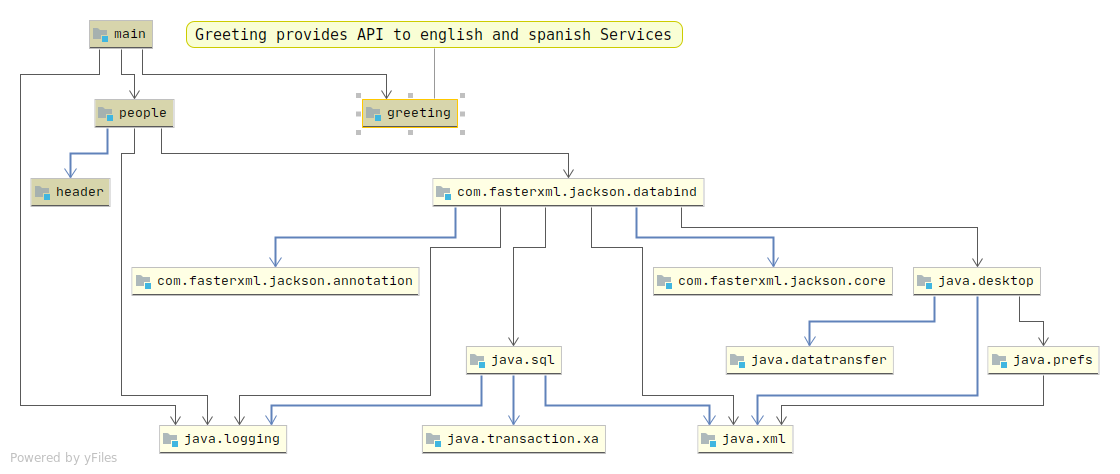 main
Greeting provides API to english and spanish Services
people
greeting
header
com.fasterxml.jackson.databind
com.fasterxml.jackson.annotation
com.fasterxml.jackson.core
java.desktop
java.sql
java.datatransfer
java.prefs
java.logging
java.transaction.xa
java.xml
Powered by yFiles